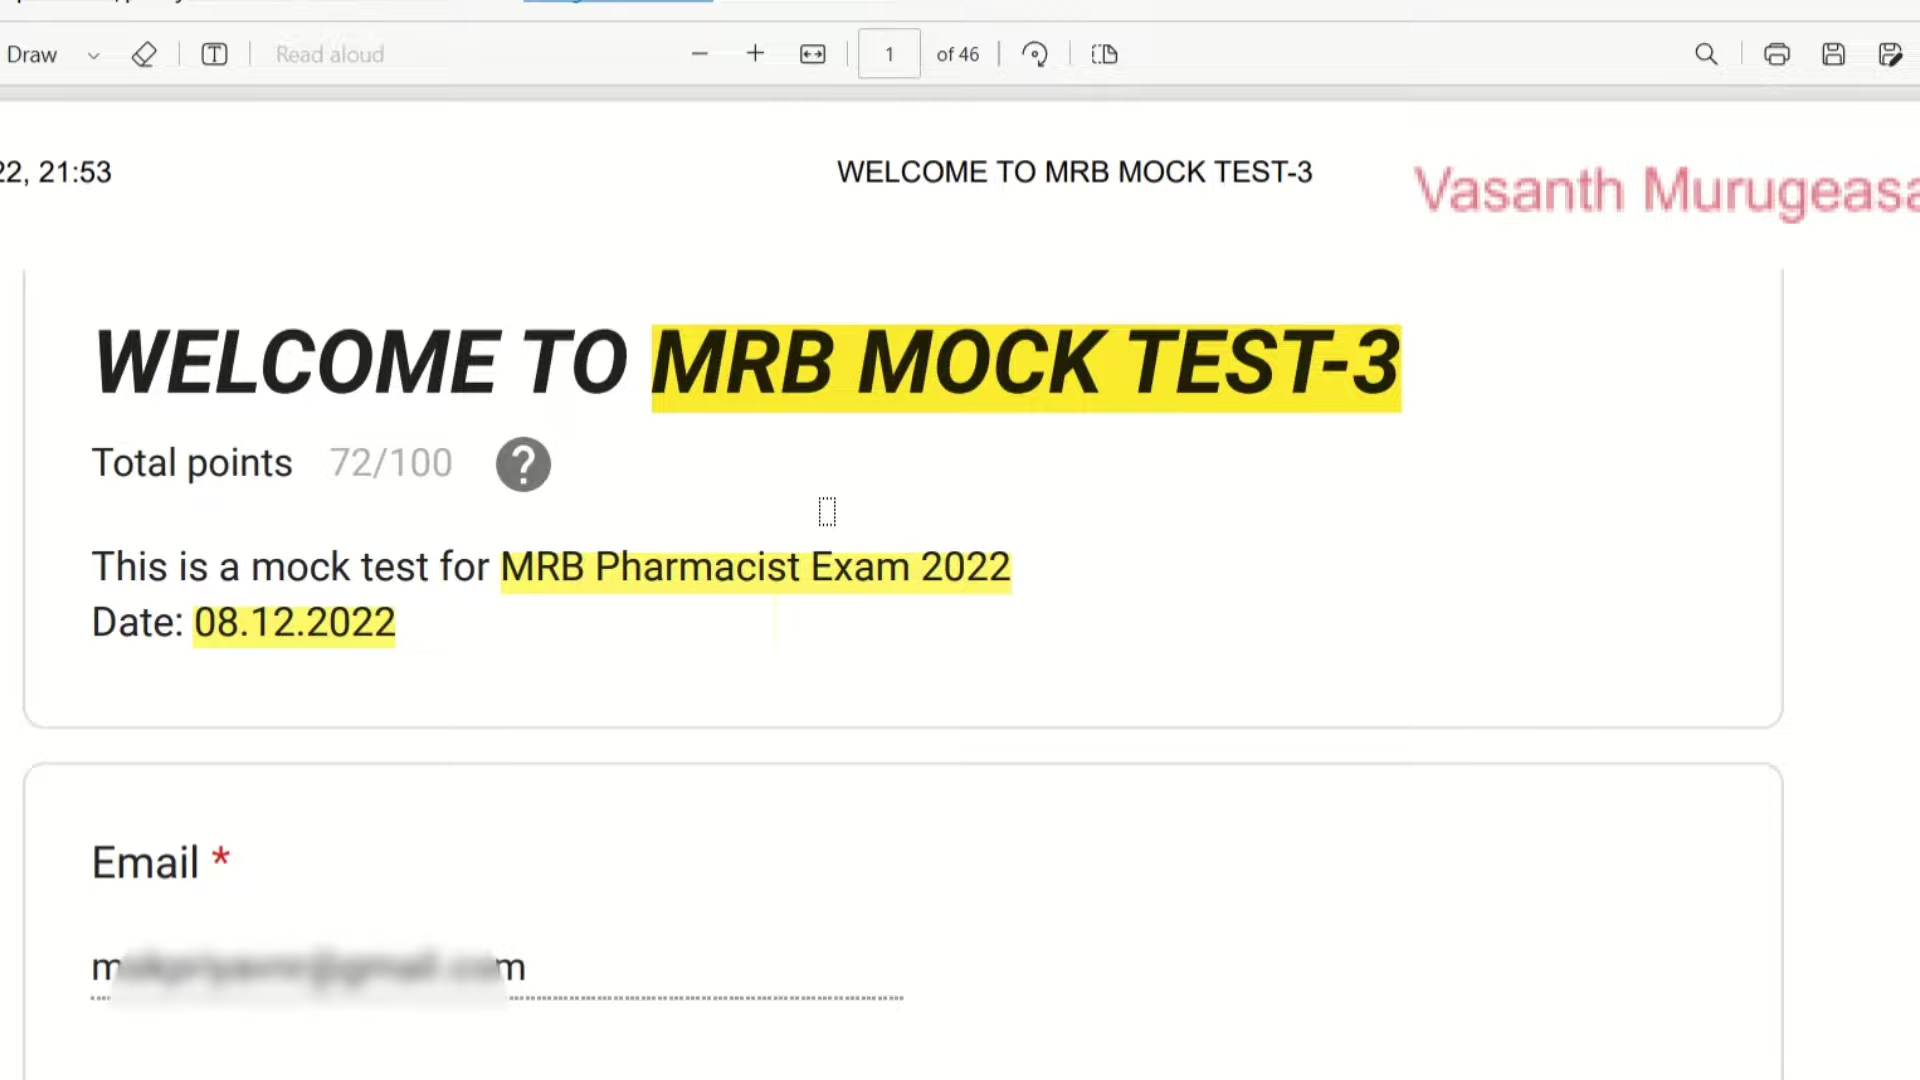 Draw
Read aloud
1 of 46
22, 21:53
WELCOME TO MRB MOCK TEST-3
Vasanth Murugeasa
WELCOME TO MRB MOCK TEST-3
Total points 72/100
This is a mock test for MRB Pharmacist Exam 2022
Date: 08.12.2022
Email *